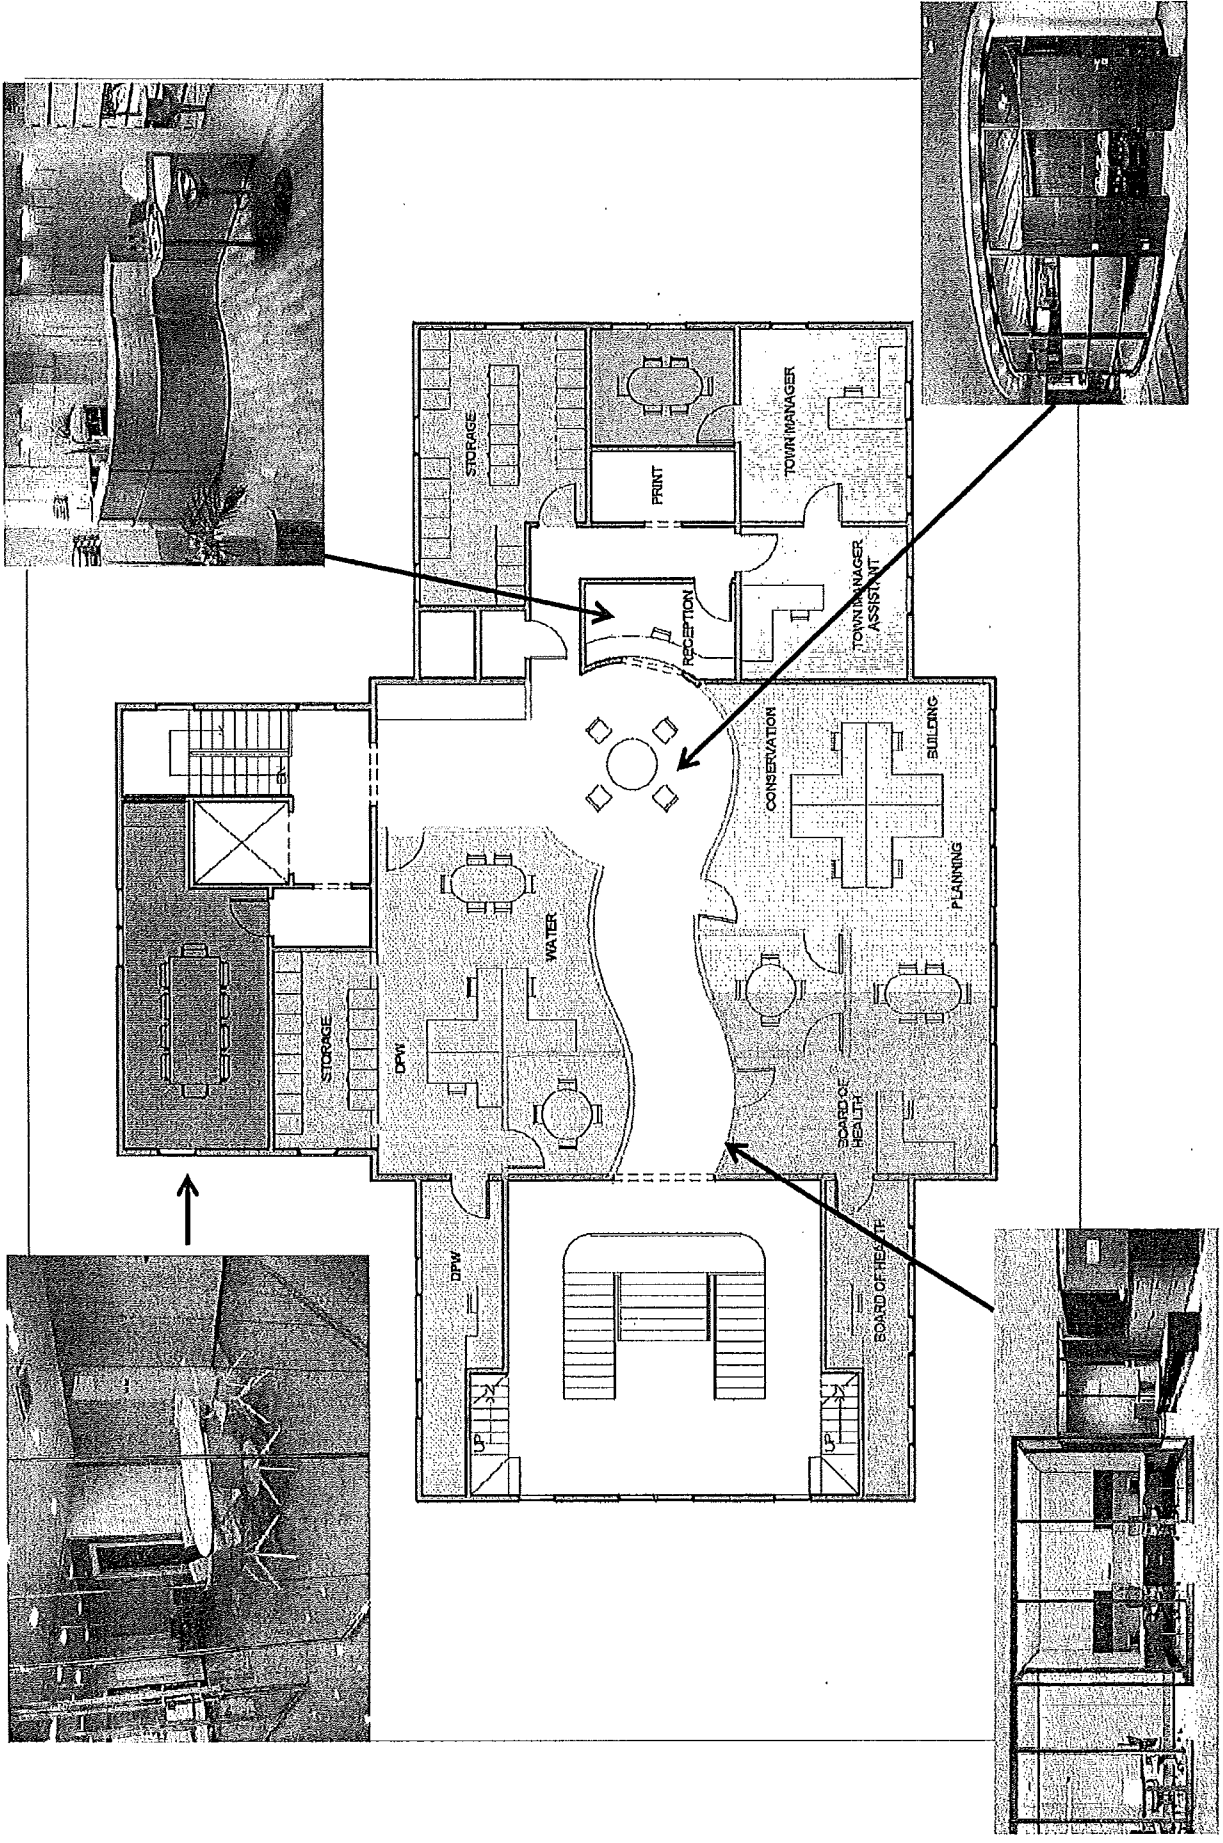 STORAGE
PRINT
TOWN MANAGER
RECEPTION
TOWN MANAGER
ASSISTANT
CONSERVATION
BUILDING
PLANNING
WATER
STORAGE
DPW
BOARD OF
HEALTH
DPW
BOARD OF HEALTH
UP
UP